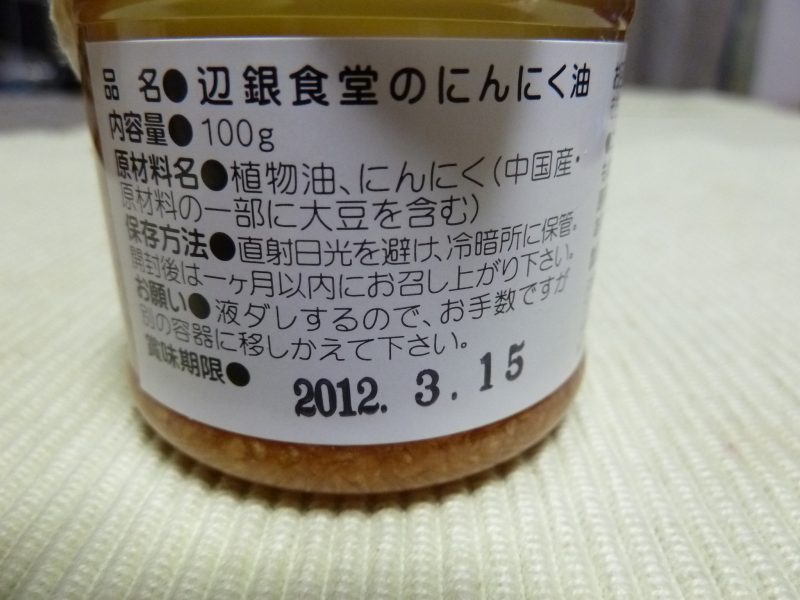 品 名●辺銀食堂のにんにく油
内容量●100g
原材料名●植物油、にんにく(中国産・
原材料の一部に大豆を含む)
保存方法●直射日光を避け、冷暗所に保管。
開封後は一ヶ月以内にお召し上がり下さい。
お願い●液ダレするので、お手数ですが
別の容器に移しかえて下さい。
賞味期限●
2012. 3. 15